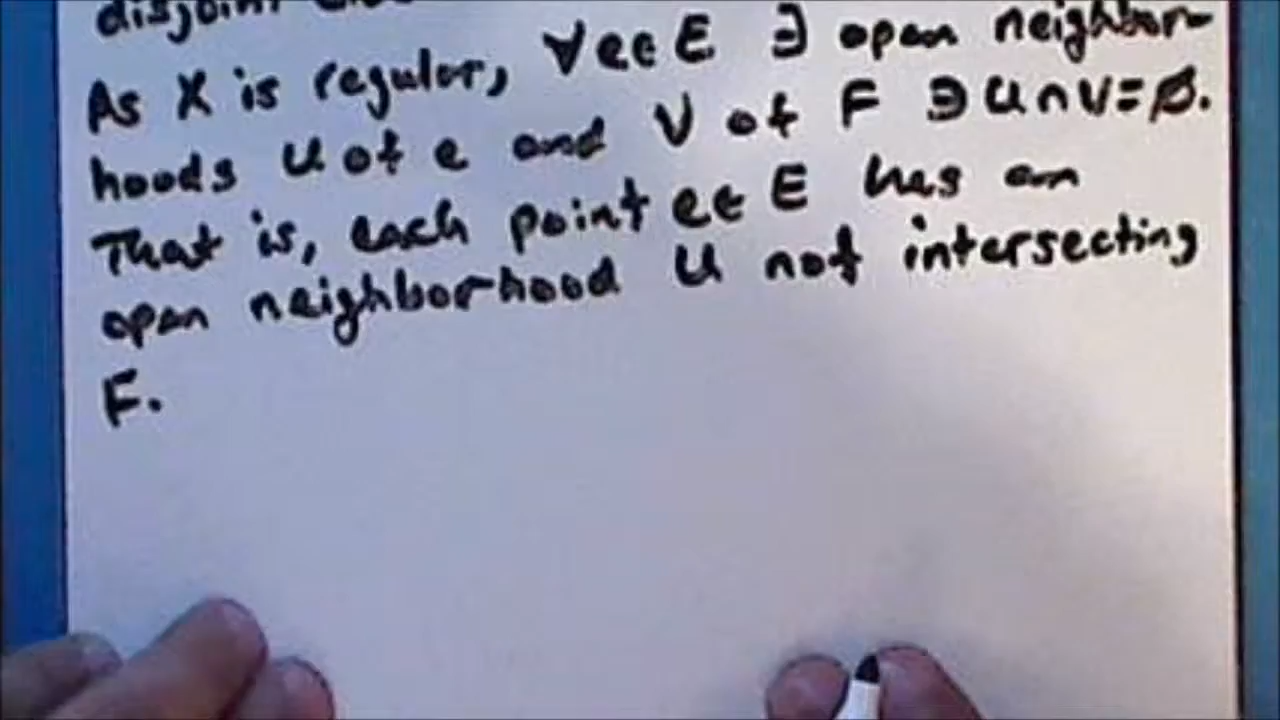 disjoint
As X is regular, ∀ e ∈ E ∃ open neighbor-
hoods U of e and V of F ∋ U ∩ V = ∅.
That is, each point e ∈ E has an
open neighborhood U not intersecting
F.